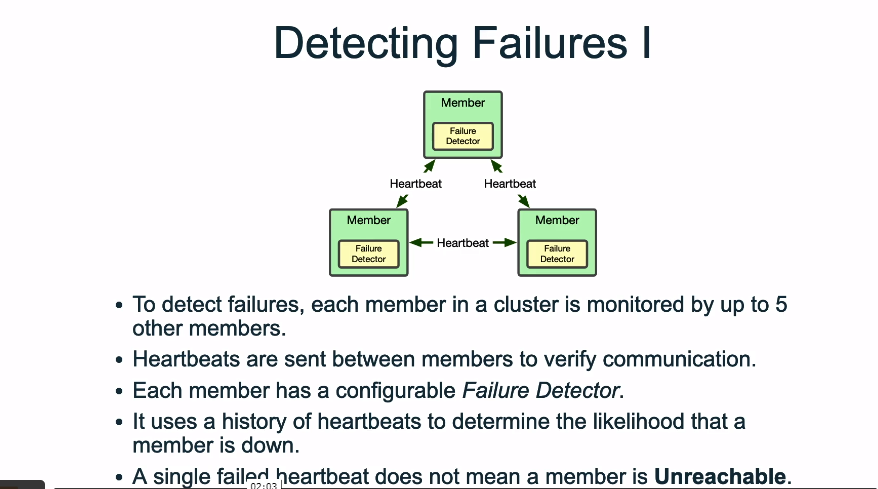 Detecting Failures I
Member
Failure
Detector
Heartbeat
Heartbeat
Member
Failure
Detector
Heartbeat
Member
Failure
Detector
• To detect failures, each member in a cluster is monitored by up to 5
other members.
• Heartbeats are sent between members to verify communication.
• Each member has a configurable Failure Detector.
• It uses a history of heartbeats to determine the likelihood that a
member is down.
• A single failed heartbeat does not mean a member is Unreachable.
02:03